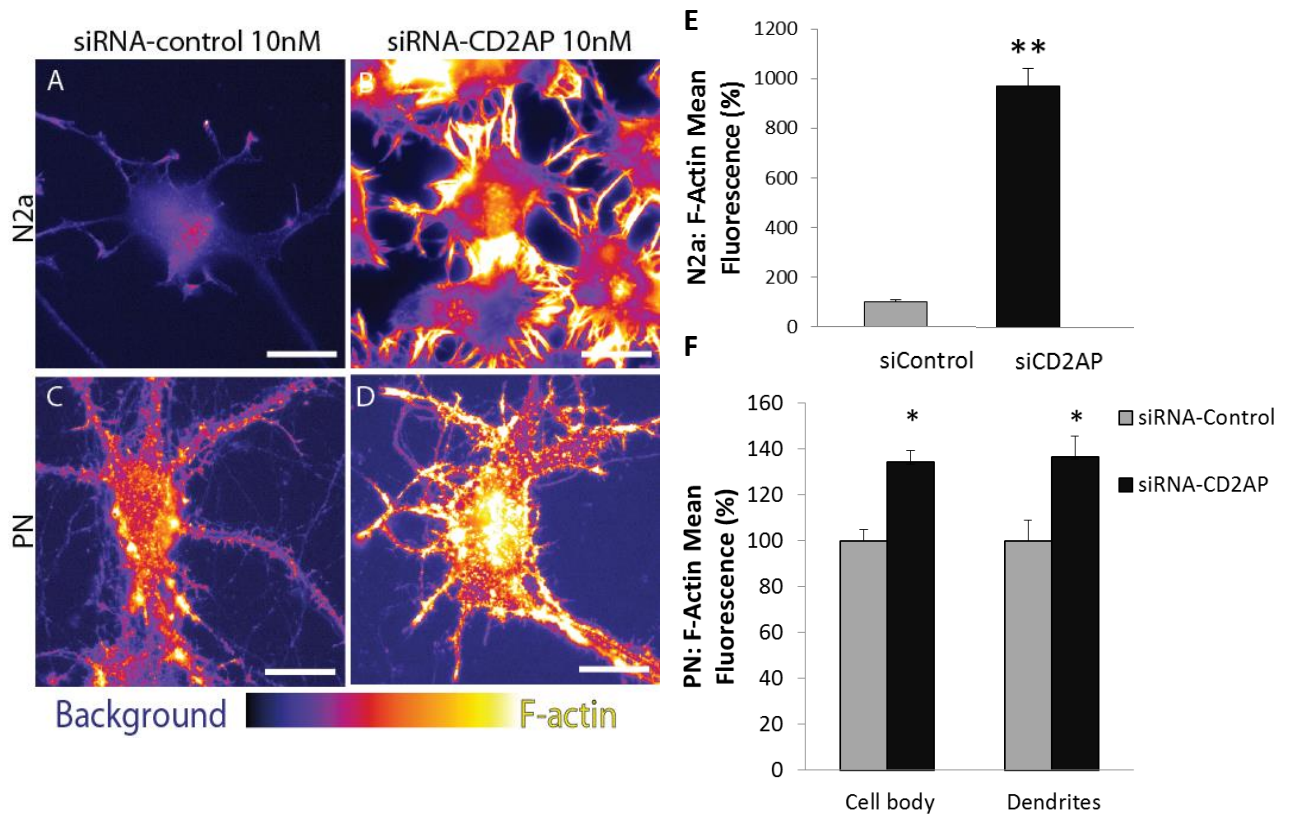 siRNA-control 10nM
siRNA-CD2AP 10nM
A
B
N2a
C
D
PN
Background
F-actin
E
N2a: F-Actin Mean
Fluorescence (%)
1200
1000
800
600
400
200
0
**
siControl
siCD2AP
F
PN: F-Actin Mean
Fluorescence (%)
160
140
120
100
80
60
40
20
0
*
*
Cell body
Dendrites
siRNA-Control
siRNA-CD2AP